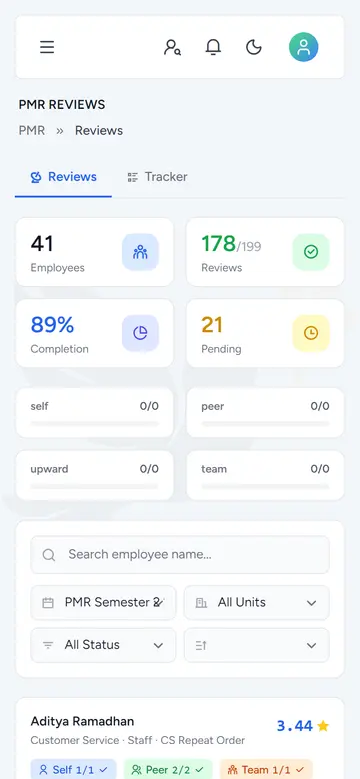 PMR REVIEWS
PMR » Reviews
Reviews Tracker
41
Employees
178/199
Reviews
89%
Completion
21
Pending
self 0/0
peer 0/0
upward 0/0
team 0/0
Search employee name...
PMR Semester 2
All Units
All Status
Aditya Ramadhan
3.44
Customer Service · Staff · CS Repeat Order
Self 1/1 ✓ Peer 2/2 ✓ Team 1/1 ✓